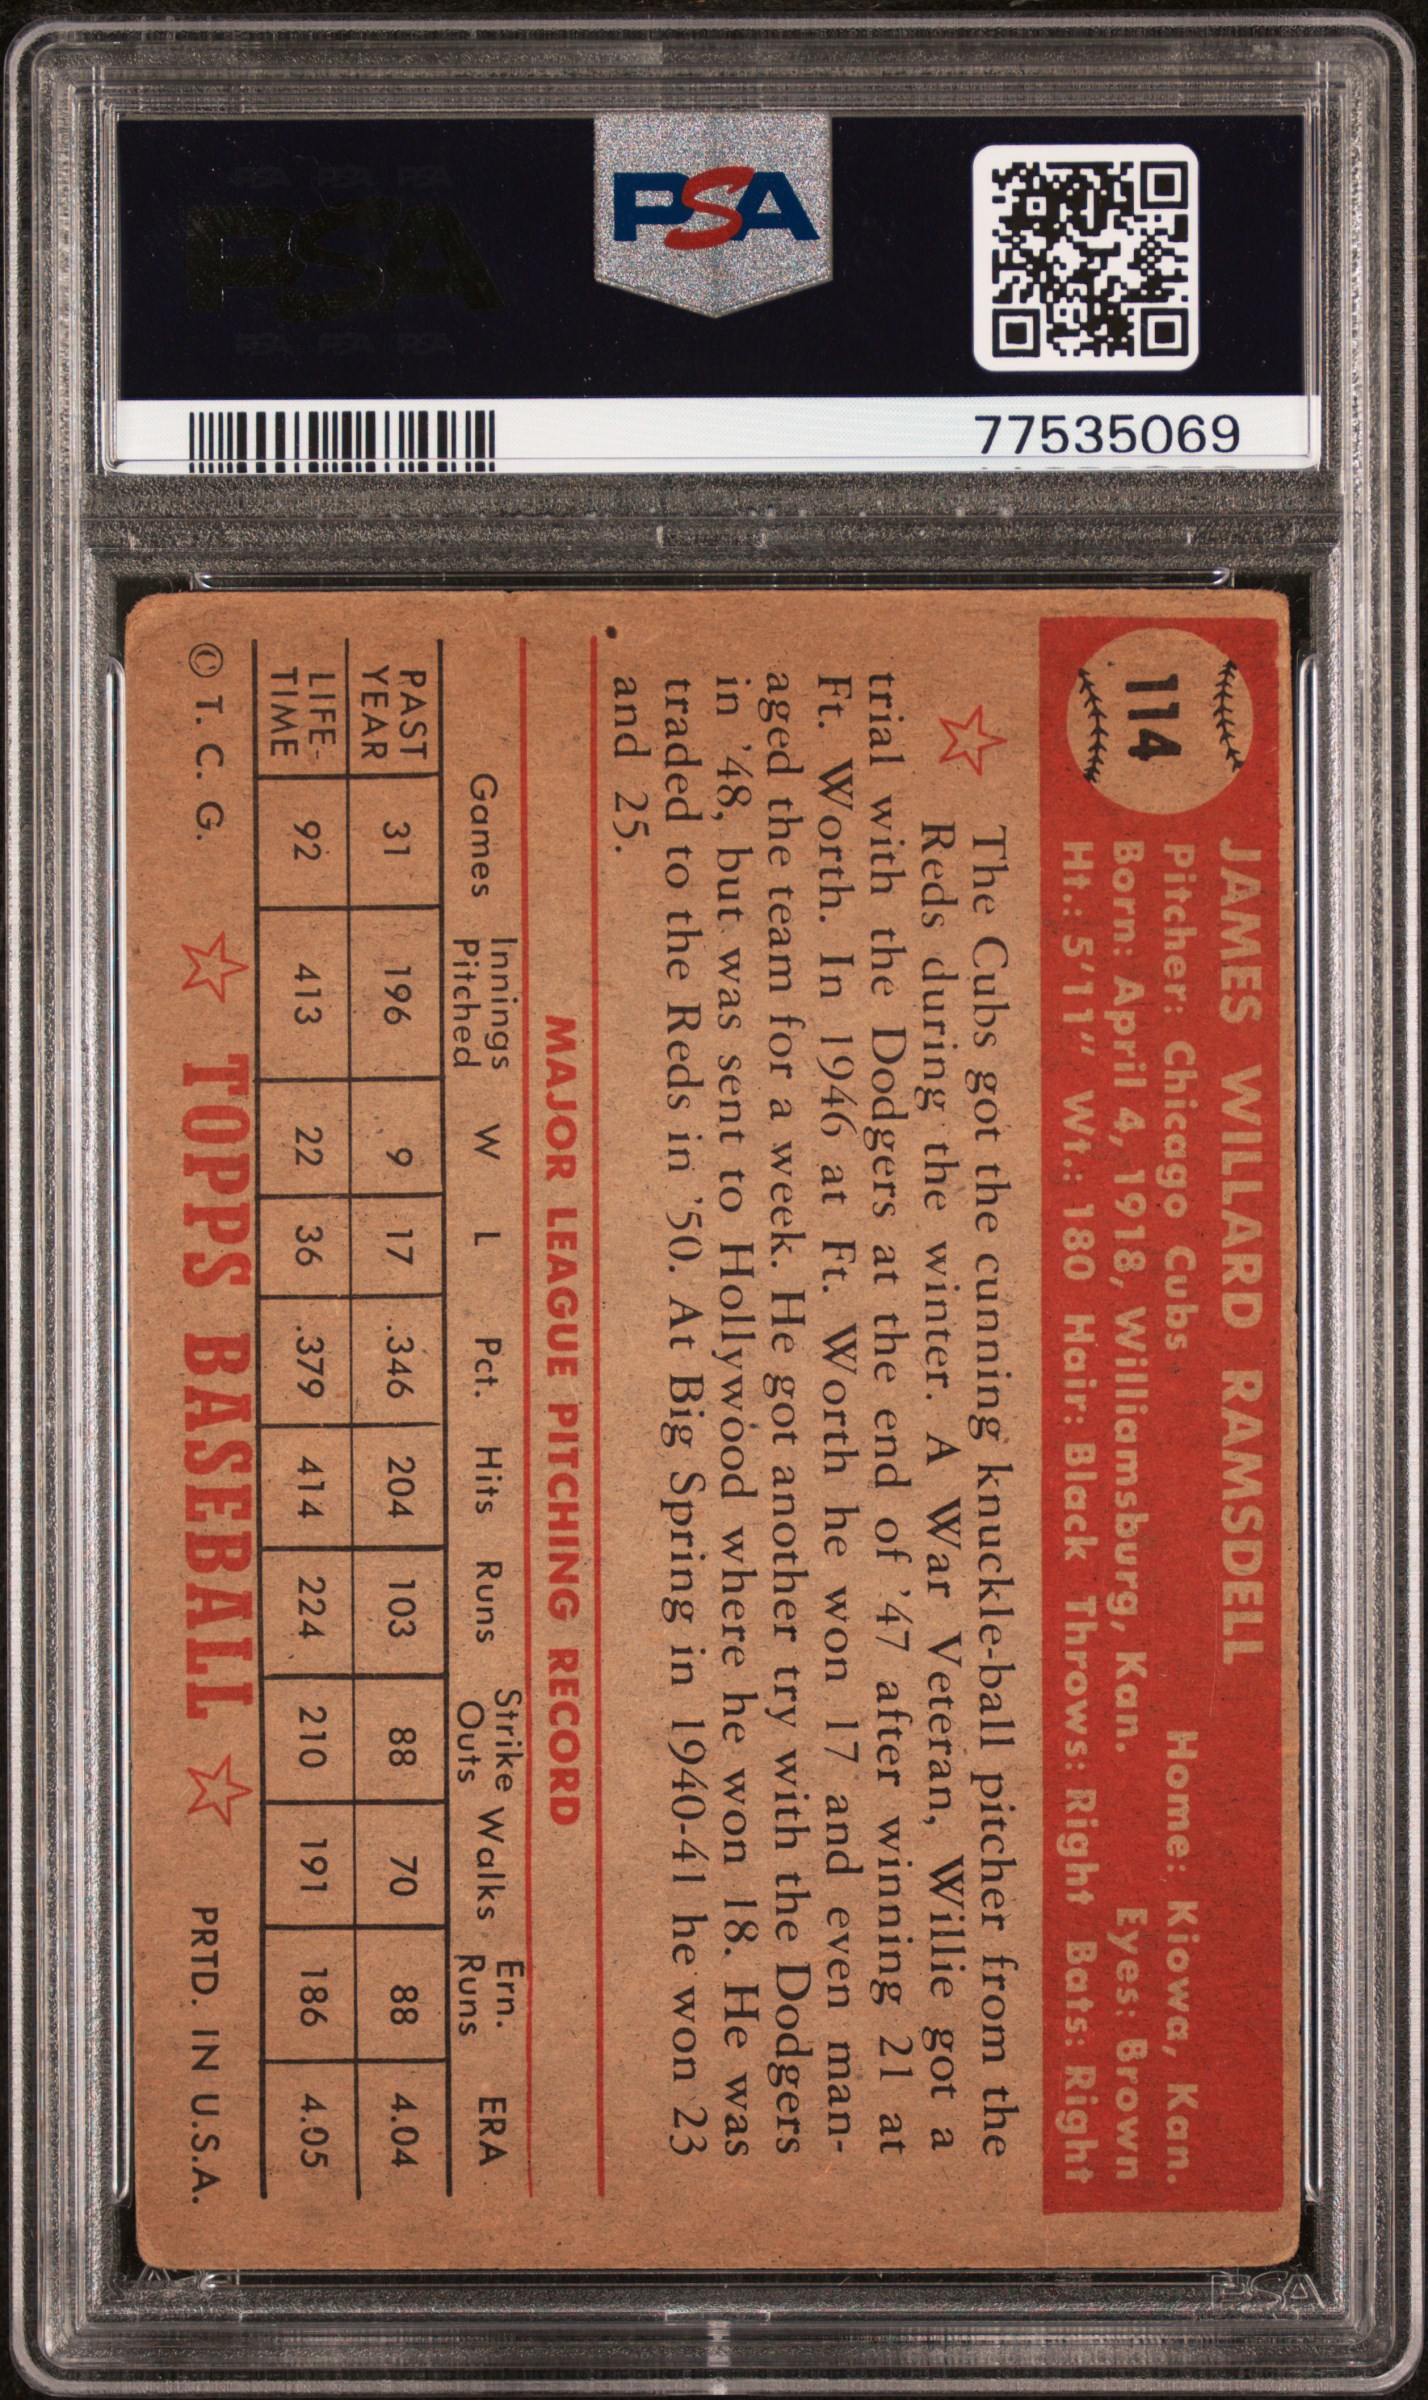 PSA
PSA PSA PSA
PSA
PSA PSA PSA
77535069
114
JAMES WILLARD RAMSDELL
Pitcher: Chicago Cubs Home: Kiowa, Kan.
Born: April 4, 1918, Williamsburg, Kan. Eyes: Brown
Ht.: 5'11" Wt.: 180 Hair: Black Throws: Right Bats: Right
The Cubs got the cunning knuckle-ball pitcher from the
Reds during the winter. A War Veteran, Willie got a
trial with the Dodgers at the end of '47 after winning 21 at
Ft. Worth. In 1946 at Ft. Worth he won 17 and even man-
aged the team for a week. He got another try with the Dodgers
in '48, but was sent to Hollywood where he won 18. He was
traded to the Reds in '50. At Big Spring in 1940-41 he won 23
and 25.
MAJOR LEAGUE PITCHING RECORD
Games Innings Pitched W L Pct. Hits Runs Strike Outs Walks Ern. Runs ERA
PAST YEAR 31 196 9 17 .346 204 103 88 70 88 4.04
LIFE-TIME 92 413 22 36 .379 414 224 210 191 186 4.05
© T. C. G. ☆ TOPPS BASEBALL ☆ PRTD. IN U.S.A.
PSA